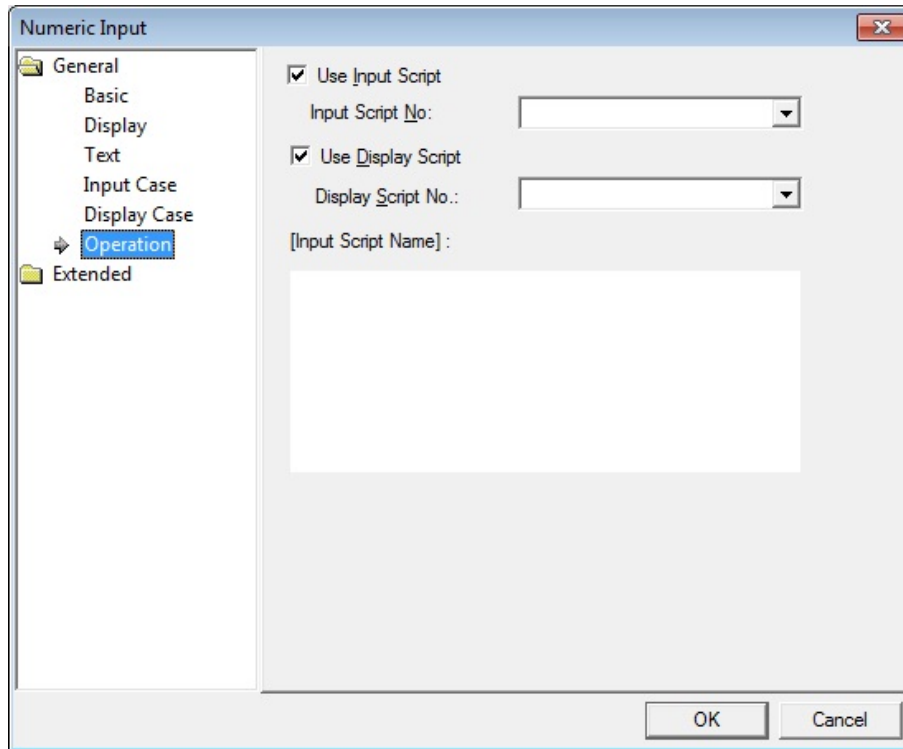 Numeric Input
General
Basic
Display
Text
Input Case
Display Case
Operation
Extended
Use Input Script
Input Script No:
Use Display Script
Display Script No.:
[Input Script Name] :
OK
Cancel